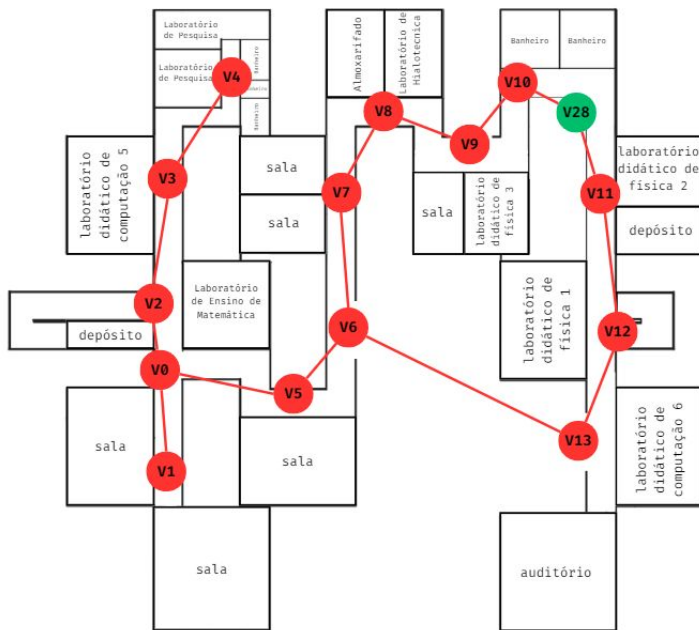 Laboratório
de Pesquisa
Laboratório
de Pesquisa
Banheiro
Banheiro
V4
Almoxarifado
Laboratório de
Hialotecnica
Banheiro
Banheiro
V10
V8
V28
V9
laboratório
didático de
computação 5
V3
sala
sala
V7
sala
laboratório
didático de
física 3
V11
laboratório
didático de
física 2
depósito
V2
Laboratório
de Ensino de
Matemática
depósito
V6
laboratório
didático de
física 1
V12
V0
V5
sala
V1
sala
V13
laboratório
didático de
computação 6
sala
auditório